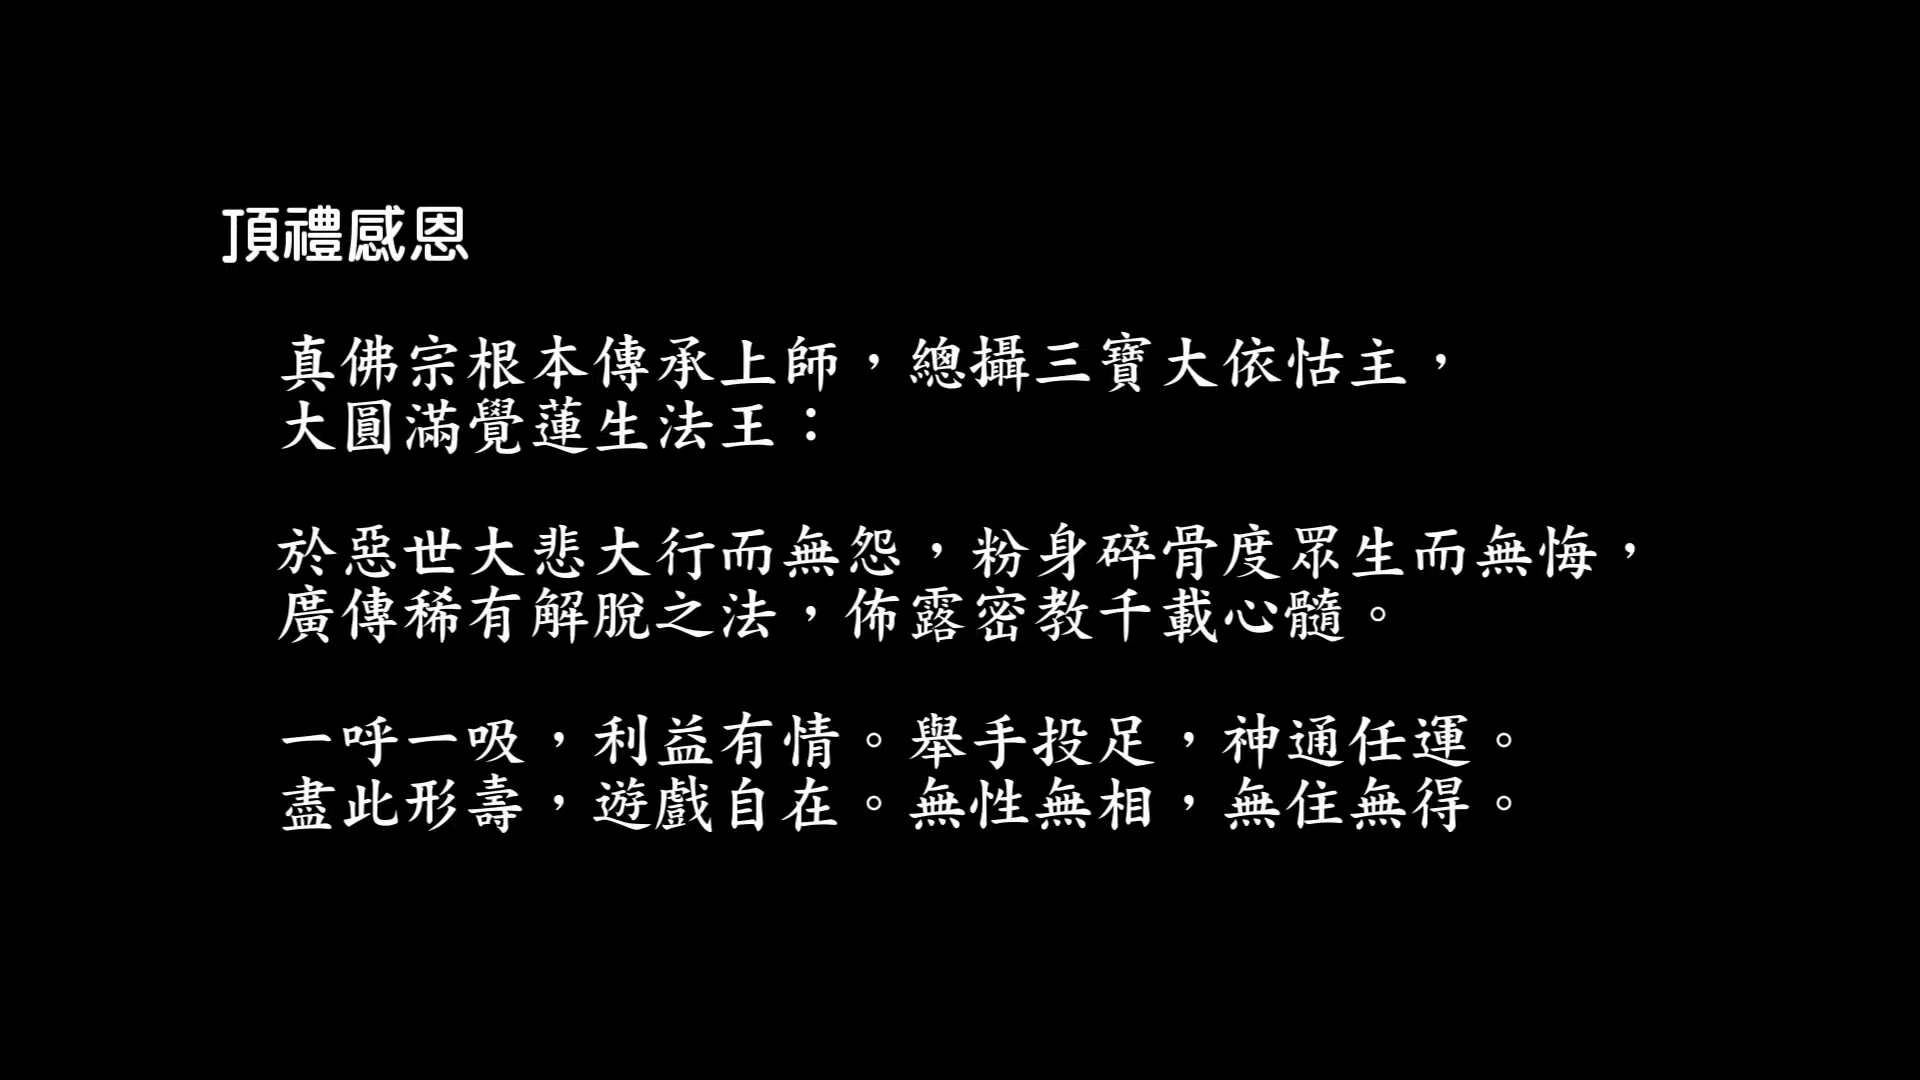 頂禮感恩
真佛宗根本傳承上師，總攝三寶大依怙主，
大圓滿覺蓮生法王：
於惡世大悲大行而無怨，粉身碎骨度眾生而無悔，
廣傳稀有解脫之法，佈露密教千載心髓。
一呼一吸，利益有情。舉手投足，神通任運。
盡此形壽，遊戲自在。無性無相，無住無得。